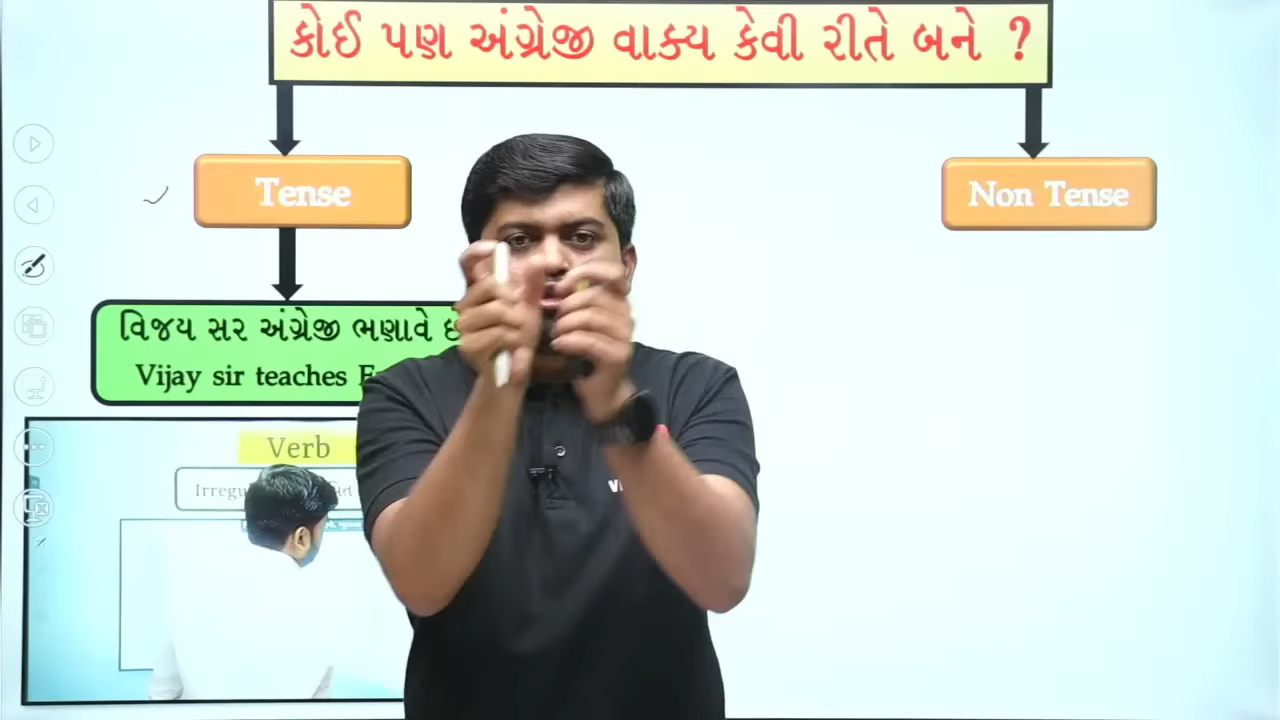 કોઈ પણ અંગ્રેજી વાક્ય કેવી રીતે બને ?
Tense
Non Tense
વિજય સર અંગ્રેજી ભણાવે
Vijay sir teaches
Verb